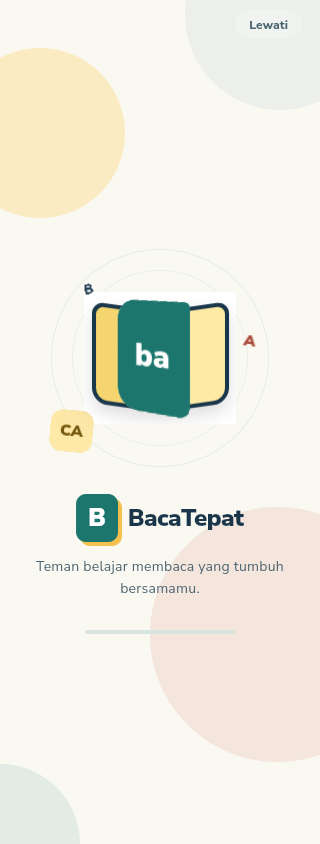 Lewati
B
ba
A
CA
B BacaTepat
Teman belajar membaca yang tumbuh
bersamamu.